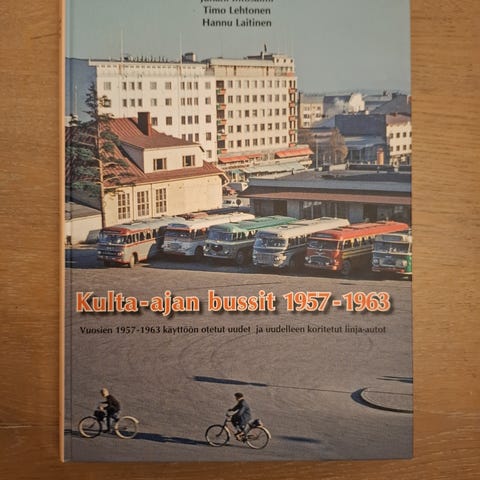 Timo Lehtonen
Hannu Laitinen
Kulta-ajan bussit 1957-1963
Vuosien 1957-1963 käyttöön otetut uudet ja uudelleen koritetut linja-autot